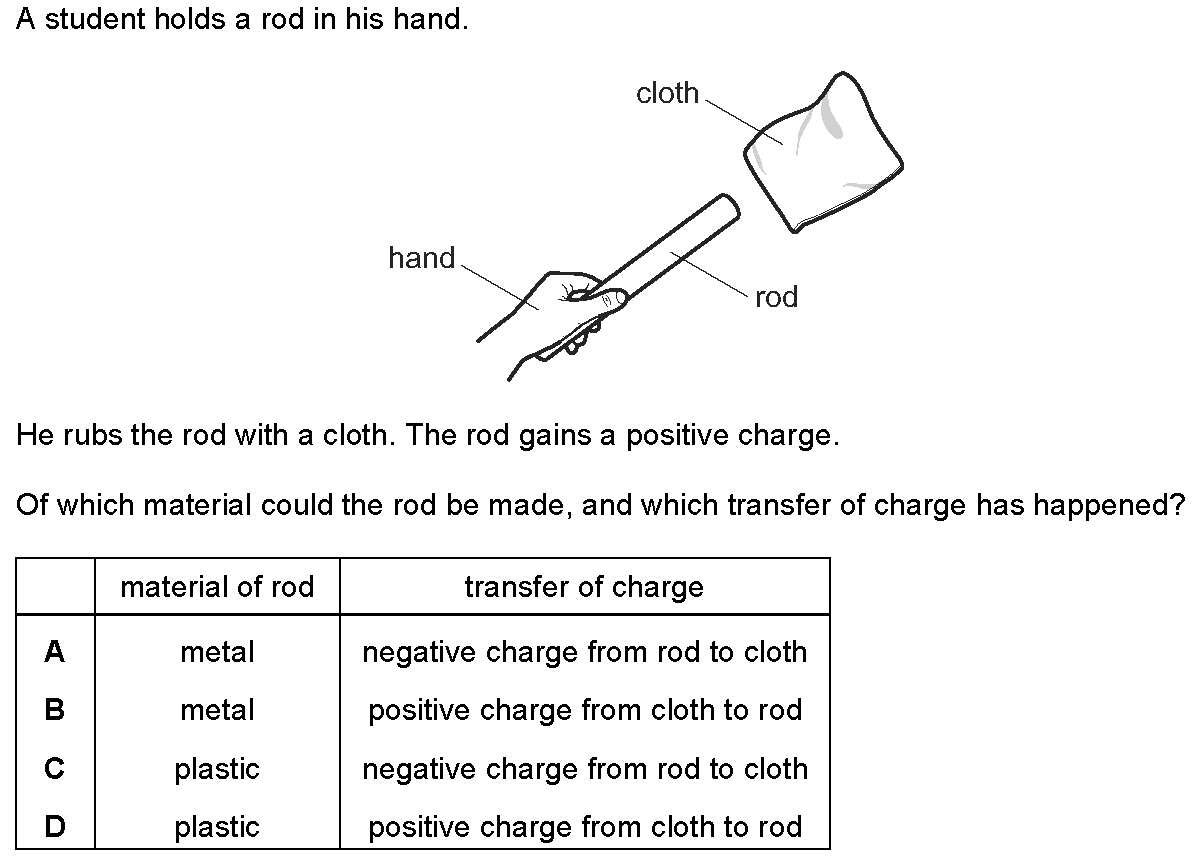 A student holds a rod in his hand.
cloth
hand
rod
He rubs the rod with a cloth. The rod gains a positive charge.
Of which material could the rod be made, and which transfer of charge has happened?
material of rod transfer of charge
A metal negative charge from rod to cloth
B metal positive charge from cloth to rod
C plastic negative charge from rod to cloth
D plastic positive charge from cloth to rod